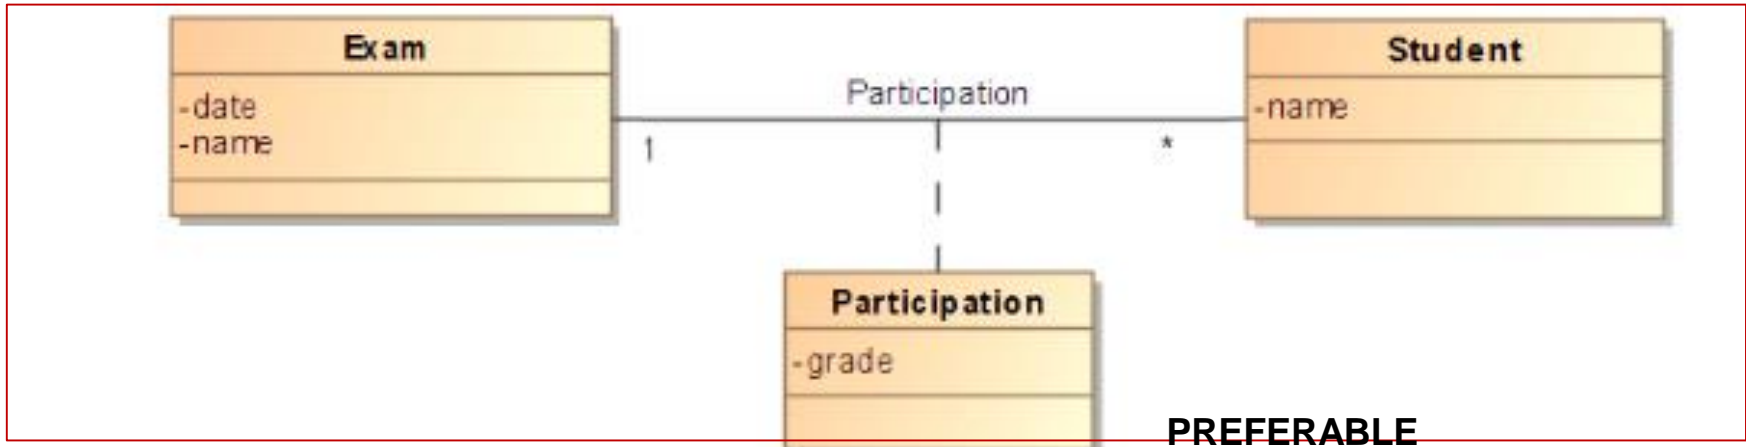 Exam
-date
-name
Participation
1
*
Student
-name
Participation
-grade
PREFERABLE